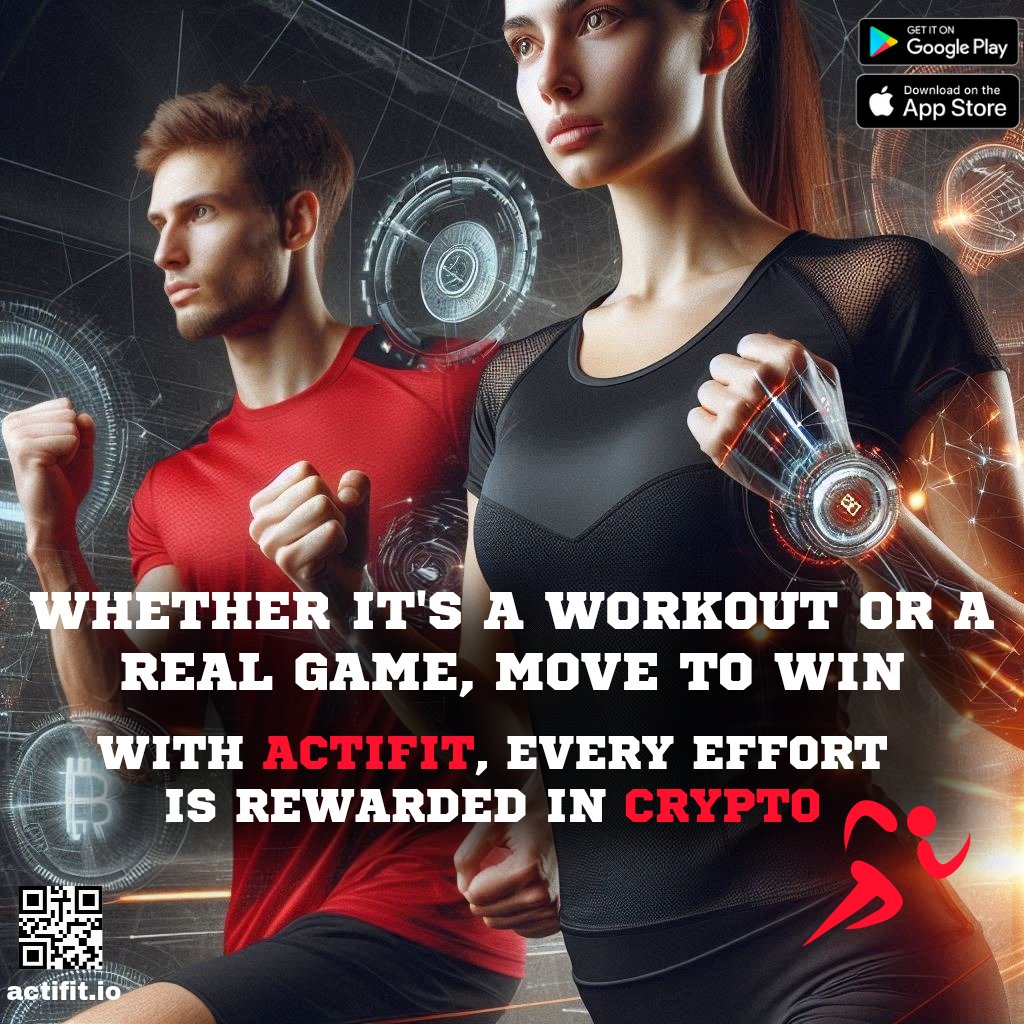 GET IT ON
Google Play
Download on the
App Store
WHETHER IT'S A WORKOUT OR A
REAL GAME, MOVE TO WIN
WITH ACTIFIT, EVERY EFFORT
IS REWARDED IN CRYPTO
actifit.io